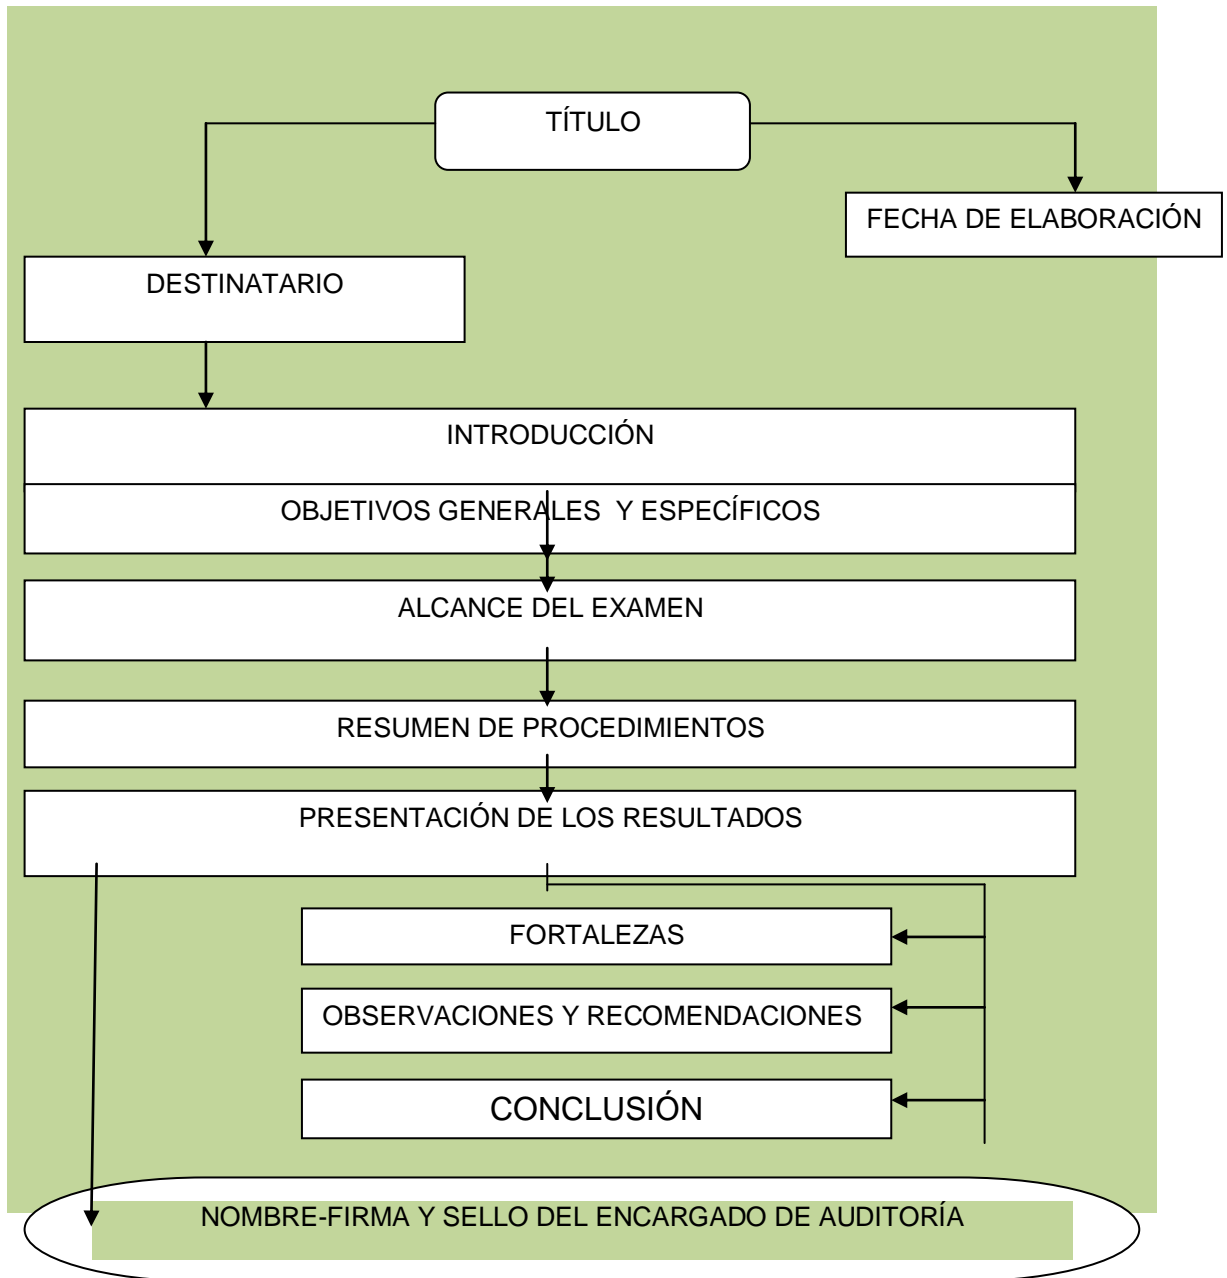 TÍTULO
FECHA DE ELABORACIÓN
DESTINATARIO
INTRODUCCIÓN
OBJETIVOS GENERALES  Y ESPECÍFICOS
ALCANCE DEL EXAMEN
RESUMEN DE PROCEDIMIENTOS
PRESENTACIÓN DE LOS RESULTADOS
FORTALEZAS
OBSERVACIONES Y RECOMENDACIONES
CONCLUSIÓN
NOMBRE-FIRMA Y SELLO DEL ENCARGADO DE AUDITORÍA